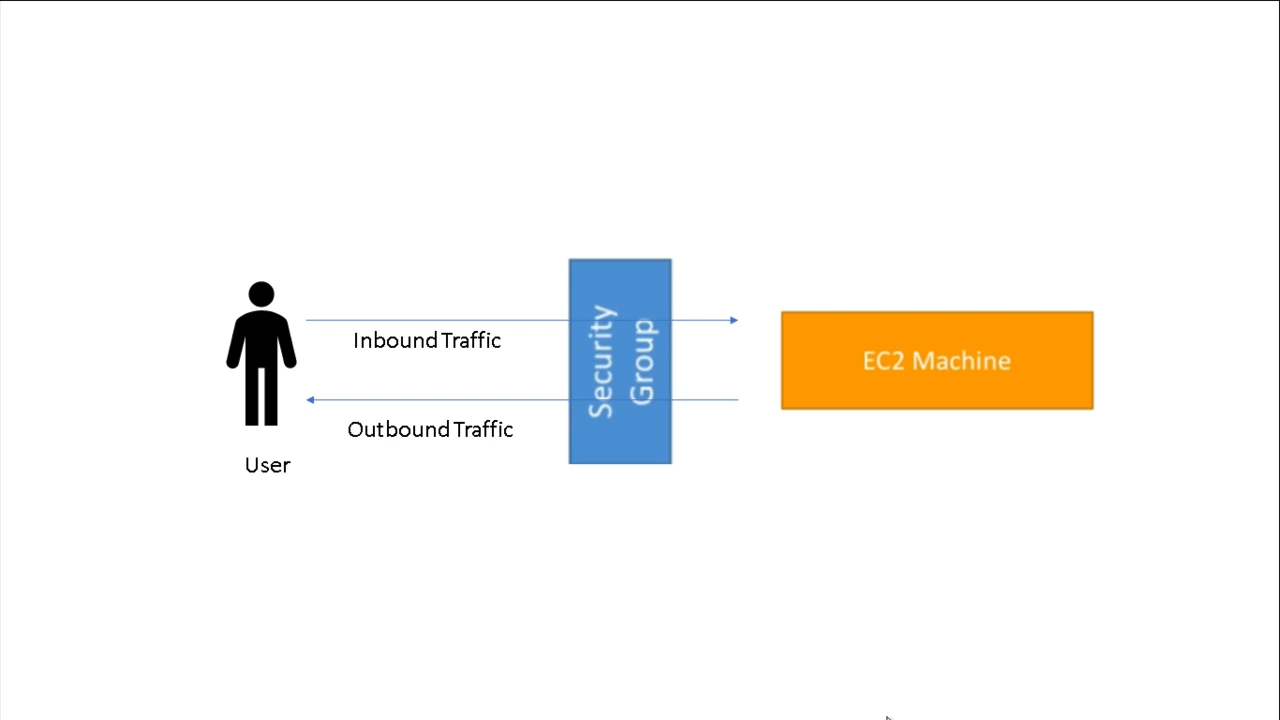 Inbound Traffic
Outbound Traffic
User
Security
Group
EC2 Machine